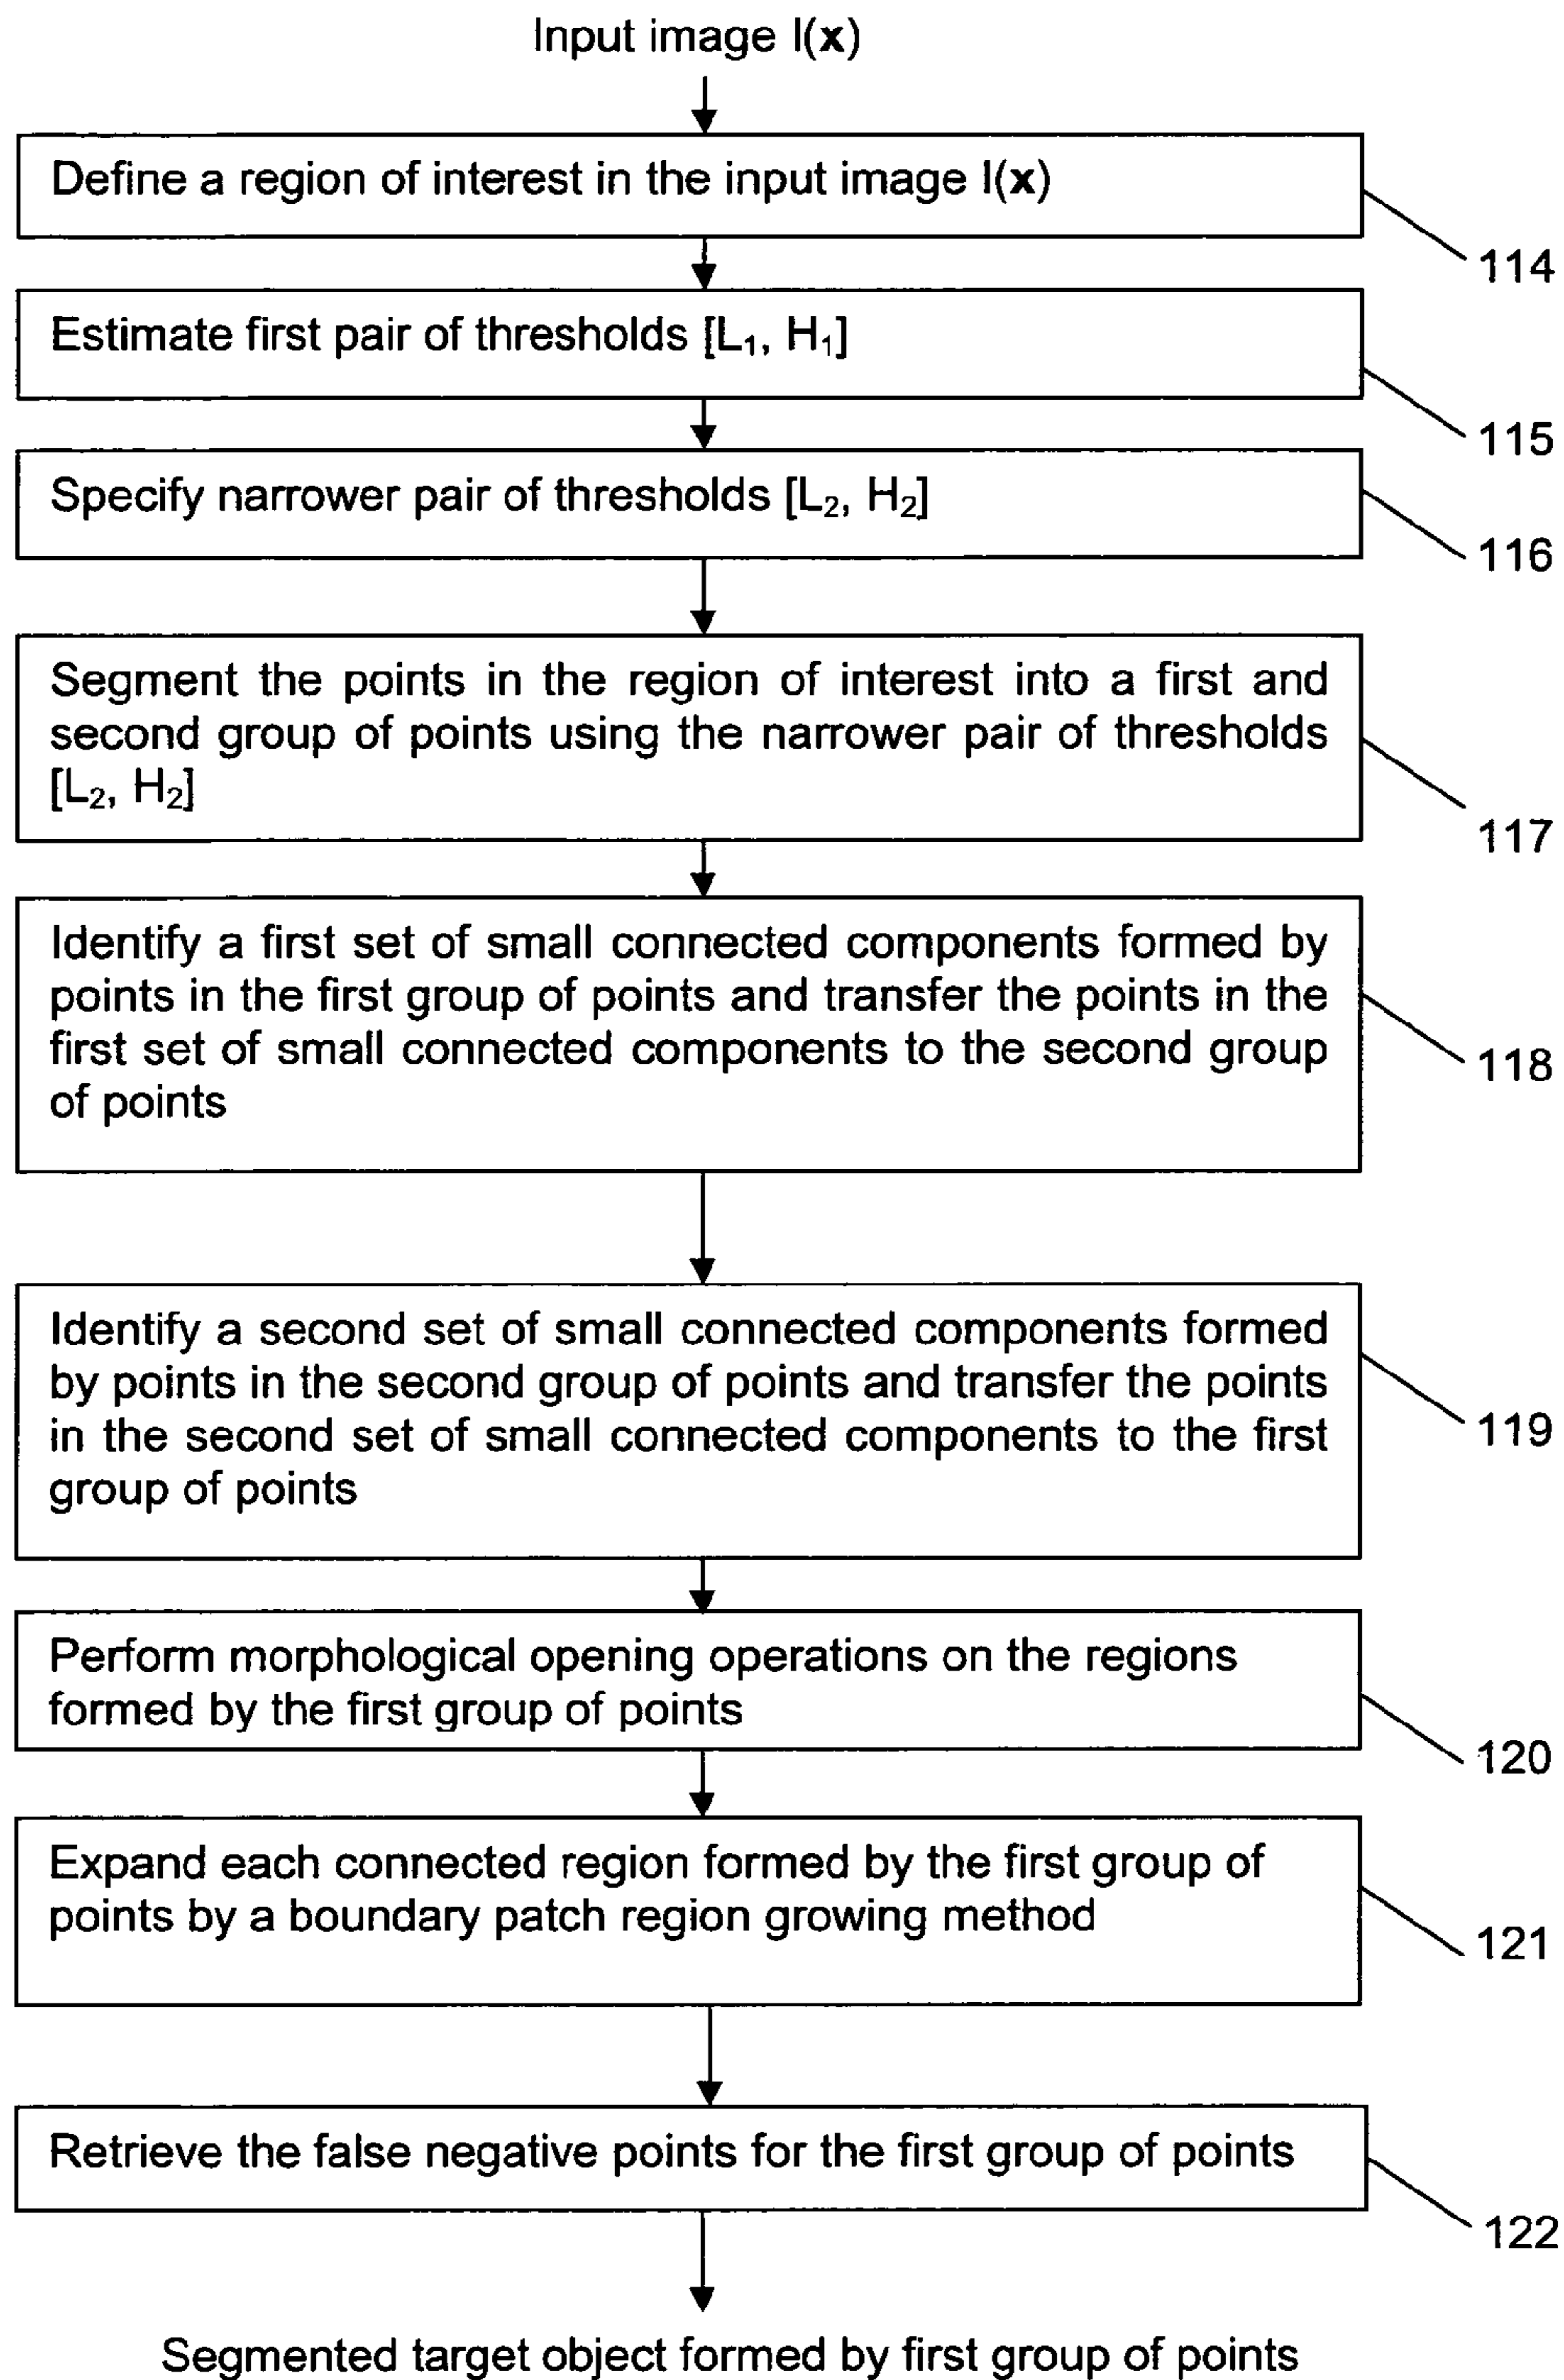 Input image I(x)
Define a region of interest in the input image I(x)
114
Estimate first pair of thresholds [L₁, H₁]
115
Specify narrower pair of thresholds [L₂, H₂]
116
Segment the points in the region of interest into a first and
second group of points using the narrower pair of thresholds
[L₂, H₂]
117
Identify a first set of small connected components formed by
points in the first group of points and transfer the points in the
first set of small connected components to the second group
of points
118
Identify a second set of small connected components formed
by points in the second group of points and transfer the points
in the second set of small connected components to the first
group of points
119
Perform morphological opening operations on the regions
formed by the first group of points
120
Expand each connected region formed by the first group of
points by a boundary patch region growing method
121
Retrieve the false negative points for the first group of points
122
Segmented target object formed by first group of points